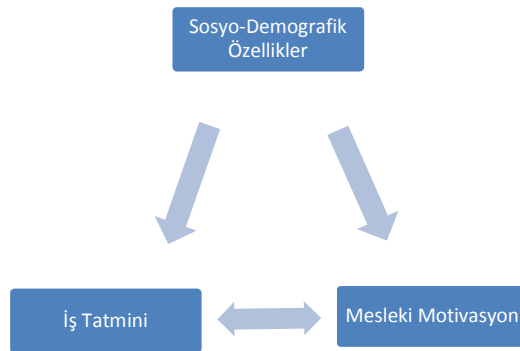 Sosyo-Demografik
Özellikler
İş Tatmini
Mesleki Motivasyon